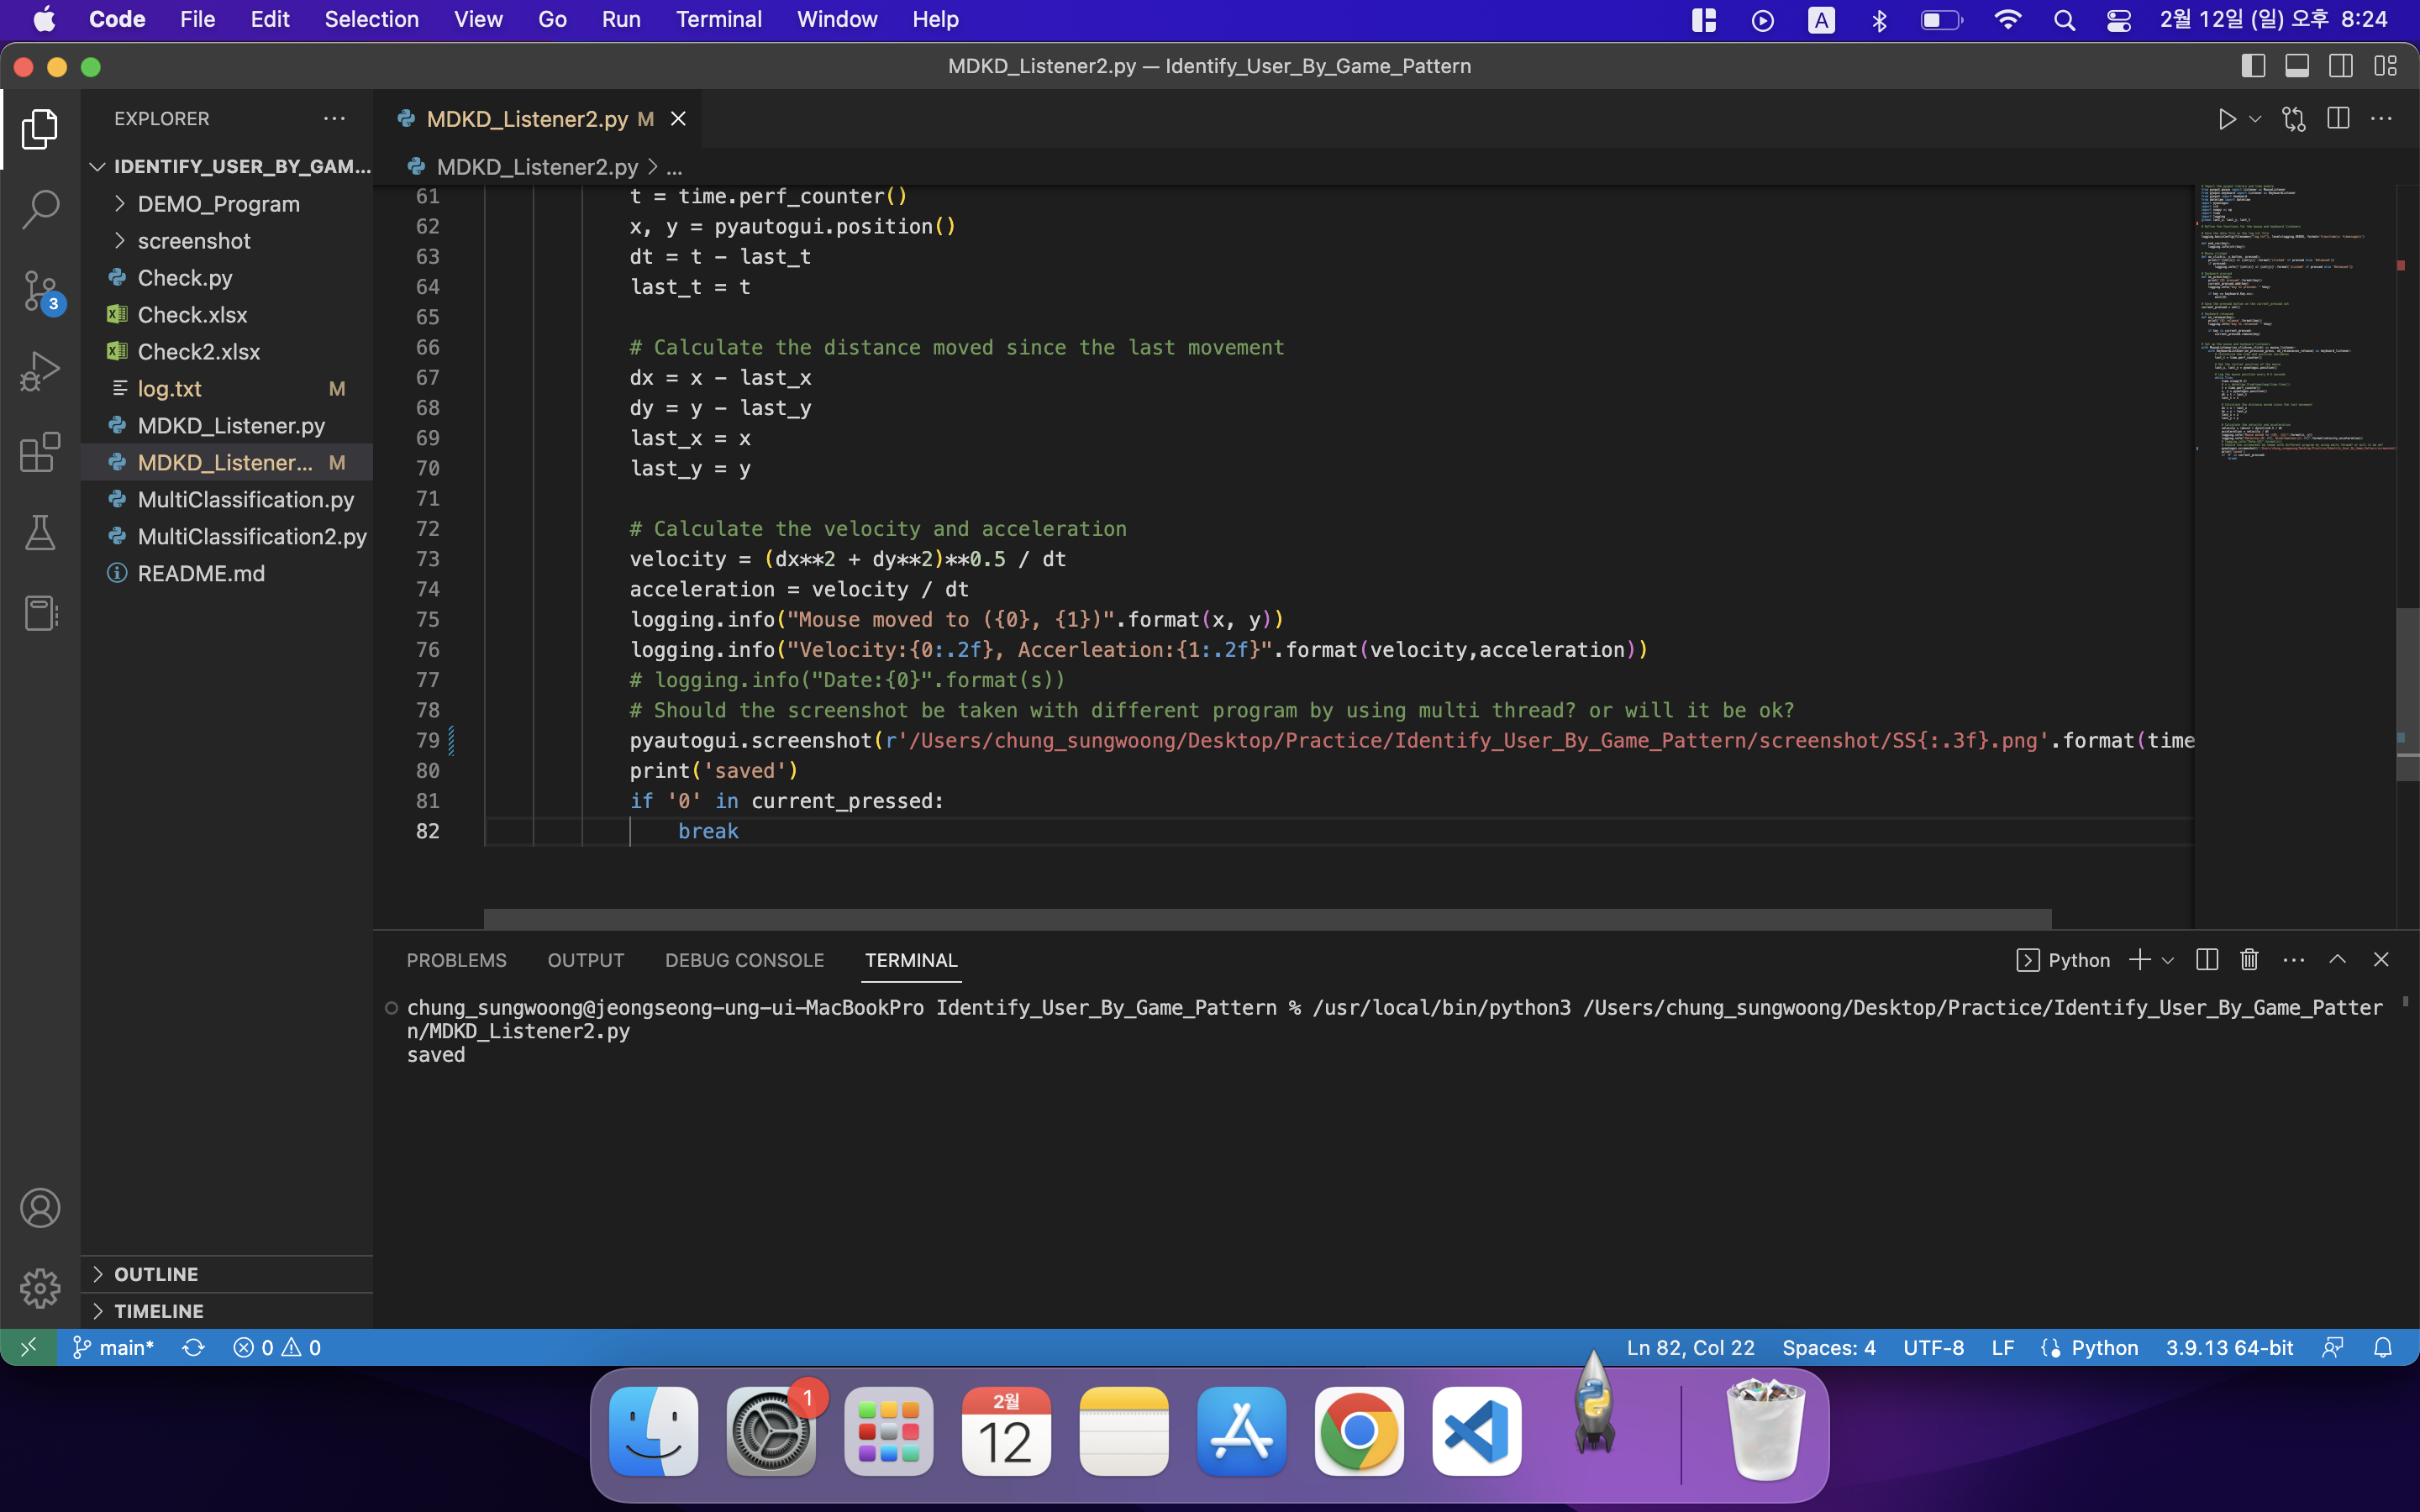 Code File Edit Selection View Go Run Terminal Window Help A 2월 12일 (일) 오후 8:24
MDKD_Listener2.py — Identify_User_By_Game_Pattern
EXPLORER
MDKD_Listener2.py M
IDENTIFY_USER_BY_GAM...
DEMO_Program
screenshot
Check.py
Check.xlsx
Check2.xlsx
log.txt M
MDKD_Listener.py
MDKD_Listener... M
MultiClassification.py
MultiClassification2.py
README.md
3
OUTLINE
TIMELINE
MDKD_Listener2.py > ...
61 t = time.perf_counter()
62 x, y = pyautogui.position()
63 dt = t - last_t
64 last_t = t
65
66 # Calculate the distance moved since the last movement
67 dx = x - last_x
68 dy = y - last_y
69 last_x = x
70 last_y = y
71
72 # Calculate the velocity and acceleration
73 velocity = (dx**2 + dy**2)**0.5 / dt
74 acceleration = velocity / dt
75 logging.info("Mouse moved to ({0}, {1})".format(x, y))
76 logging.info("Velocity:{0:.2f}, Accerleation:{1:.2f}".format(velocity,acceleration))
77 # logging.info("Date:{0}".format(s))
78 # Should the screenshot be taken with different program by using multi thread? or will it be ok?
79 pyautogui.screenshot(r'/Users/chung_sungwoong/Desktop/Practice/Identify_User_By_Game_Pattern/screenshot/SS{:.3f}.png'.format(time
80 print('saved')
81 if '0' in current_pressed:
82 break
PROBLEMS OUTPUT DEBUG CONSOLE TERMINAL Python
chung_sungwoong@jeongseong-ung-ui-MacBookPro Identify_User_By_Game_Pattern % /usr/local/bin/python3 /Users/chung_sungwoong/Desktop/Practice/Identify_User_By_Game_Patter
n/MDKD_Listener2.py
saved
main* 0 0 Ln 82, Col 22 Spaces: 4 UTF-8 LF Python 3.9.13 64-bit
1
2월
12